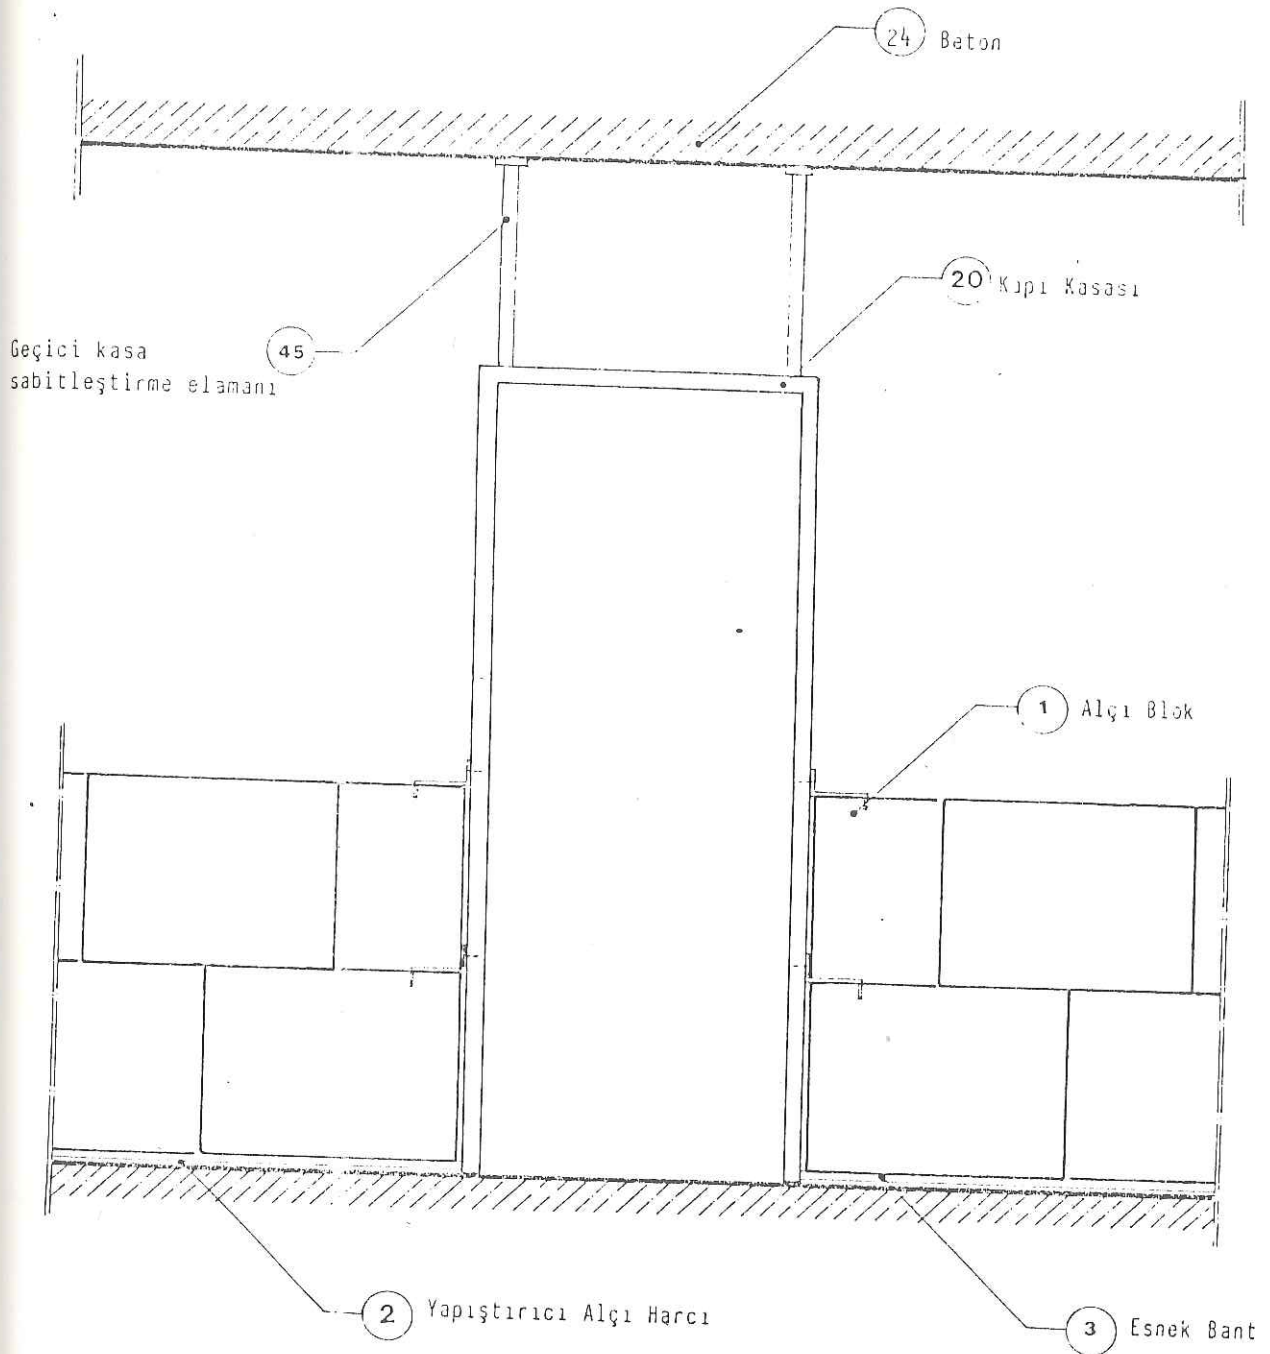 24 Beton
20 Kapı Kasası
Geçici kasa 45
sabitleştirme elamanı
1 Alçı Blok
2 Yapıştırıcı Alçı Harcı
3 Esnek Bant